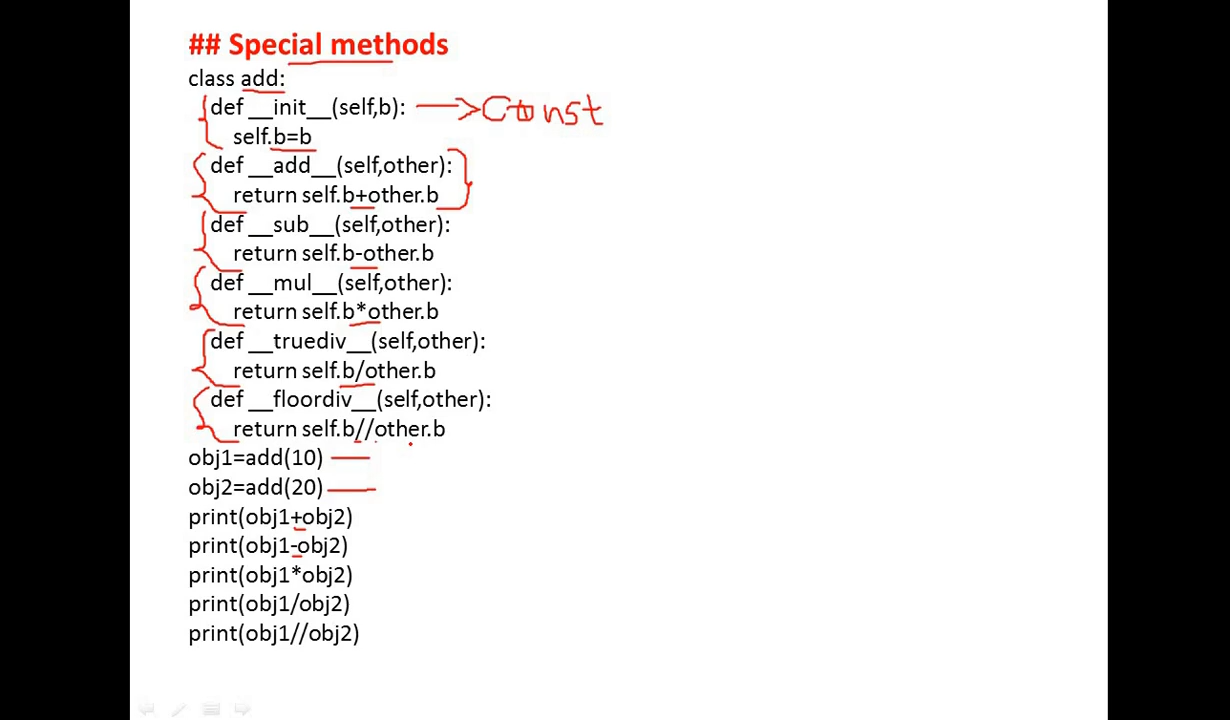 ## Special methods
class add:
def __init__(self,b): Const
self.b=b
def __add__(self,other):
return self.b+other.b
def __sub__(self,other):
return self.b-other.b
def __mul__(self,other):
return self.b*other.b
def __truediv__(self,other):
return self.b/other.b
def __floordiv__(self,other):
return self.b//other.b
obj1=add(10)
obj2=add(20)
print(obj1+obj2)
print(obj1-obj2)
print(obj1*obj2)
print(obj1/obj2)
print(obj1//obj2)